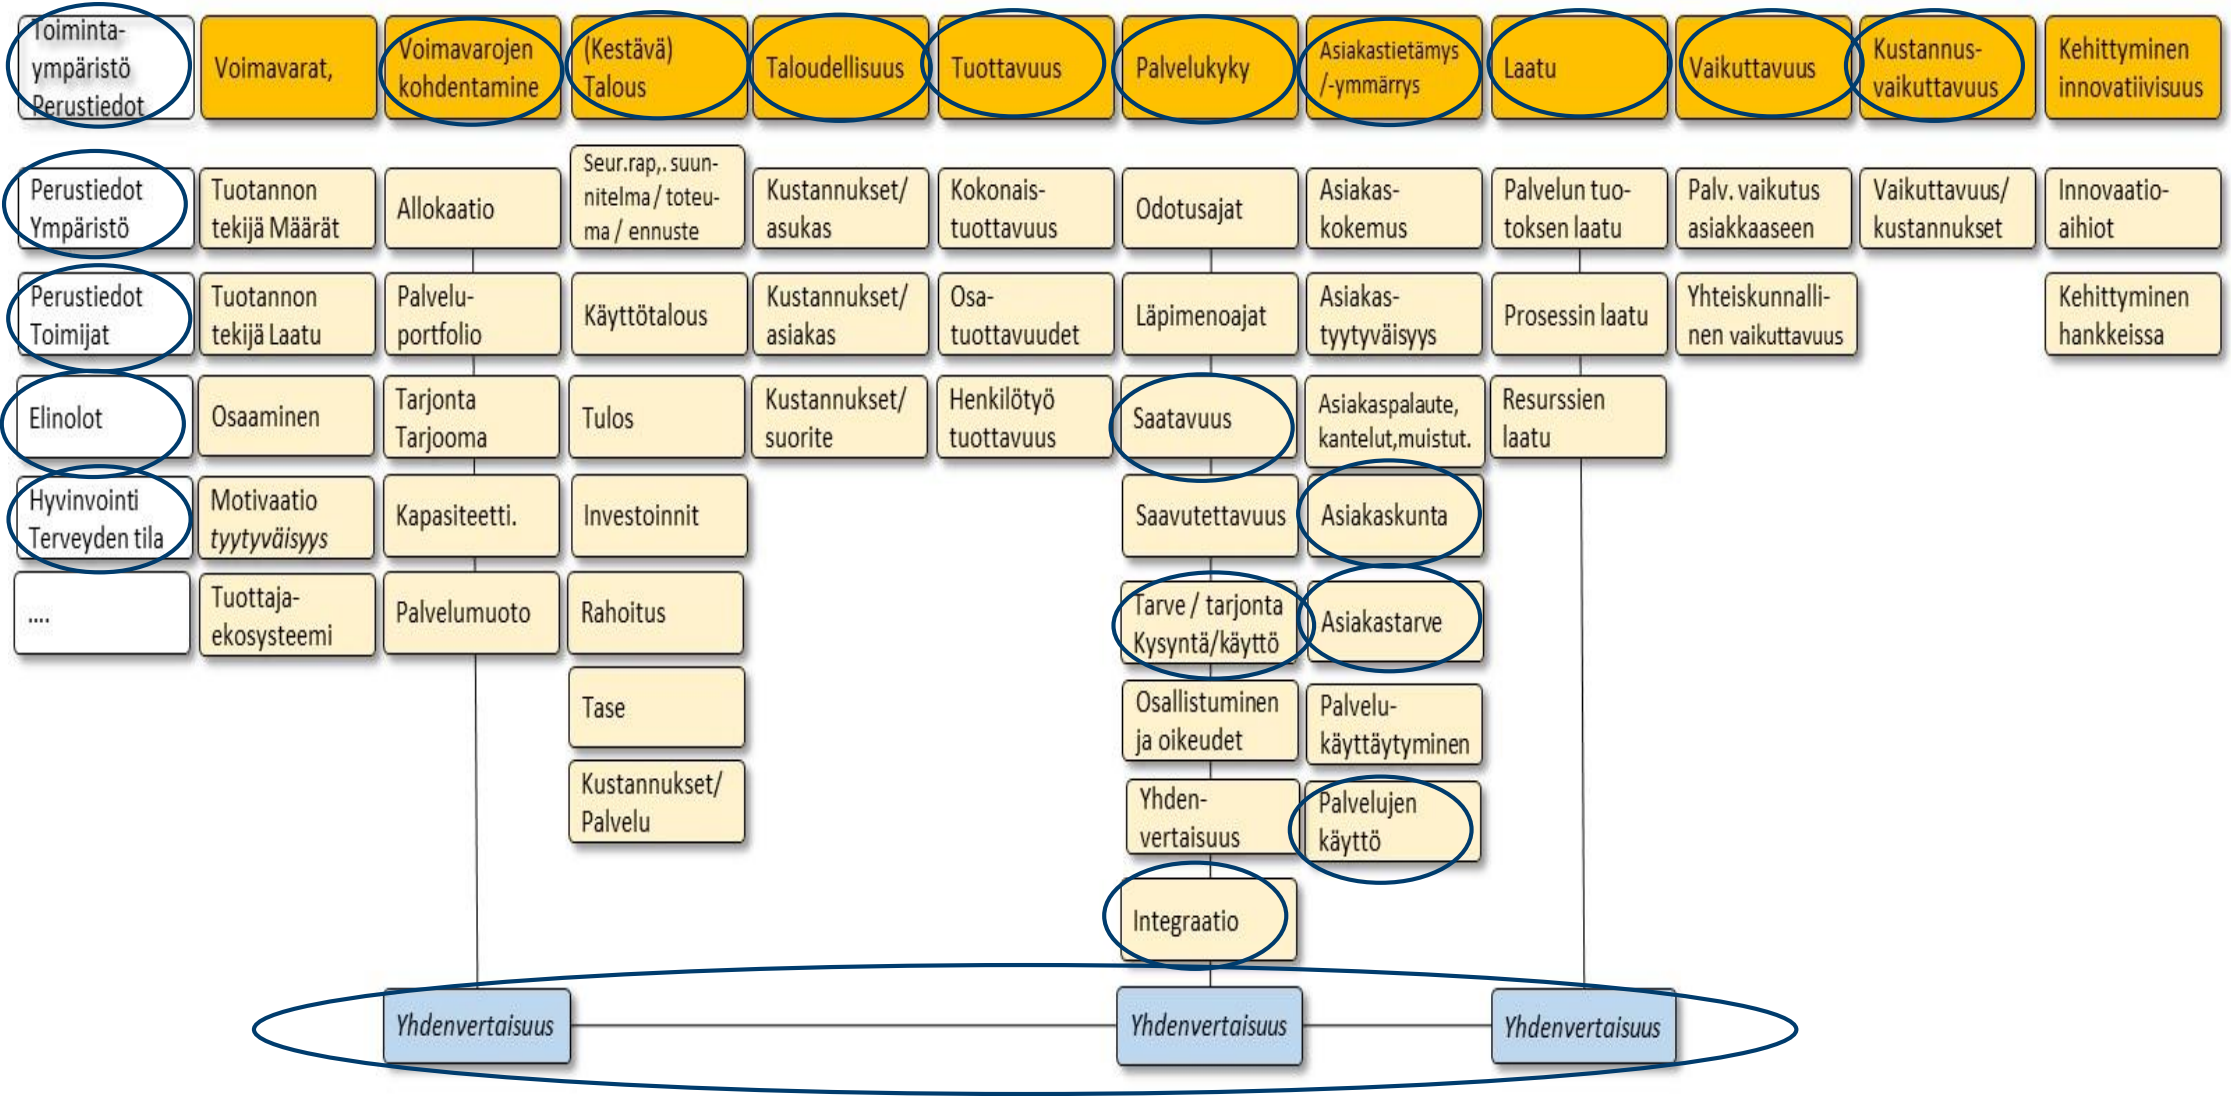 Toiminta-
ympäristö
Perustiedot
Voimavarat,
Voimavarojen
kohdentamine
(Kestävä)
Talous
Taloudellisuus
Tuottavuus
Palvelukyky
Asiakastietämys
/-ymmärrys
Laatu
Vaikuttavuus
Kustannus-
vaikuttavuus
Kehittyminen
innovatiivisuus
Perustiedot
Ympäristö
Tuotannon
tekijä Määrät
Allokaatio
Seur.rap,. suun-
nitelma / toteu-
ma / ennuste
Kustannukset/
asukas
Kokonais-
tuottavuus
Odotusajat
Asiakas-
kokemus
Palvelun tuo-
toksen laatu
Palv. vaikutus
asiakkaaseen
Vaikuttavuus/
kustannukset
Innovaatio-
aihiot
Perustiedot
Toimijat
Tuotannon
tekijä Laatu
Palvelu-
portfolio
Käyttötalous
Kustannukset/
asiakas
Osa-
tuottavuudet
Läpimenoajat
Asiakas-
tyytyväisyys
Prosessin laatu
Yhteiskunnalli-
nen vaikuttavuus
Kehittyminen
hankkeissa
Elinolot
Osaaminen
Tarjonta
Tarjooma
Tulos
Kustannukset/
suorite
Henkilötyö
tuottavuus
Saatavuus
Asiakaspalaute,
kantelut,muistut.
Resurssien
laatu
Hyvinvointi
Terveyden tila
Motivaatio
tyytyväisyys
Kapasiteetti.
Investoinnit
Saavutettavuus
Asiakaskunta
....
Tuottaja-
ekosysteemi
Palvelumuoto
Rahoitus
Tarve / tarjonta
Kysyntä/käyttö
Asiakastarve
Tase
Osallistuminen
ja oikeudet
Palvelu-
käyttäytyminen
Kustannukset/
Palvelu
Yhden-
vertaisuus
Palvelujen
käyttö
Integraatio
Yhdenvertaisuus
Yhdenvertaisuus
Yhdenvertaisuus